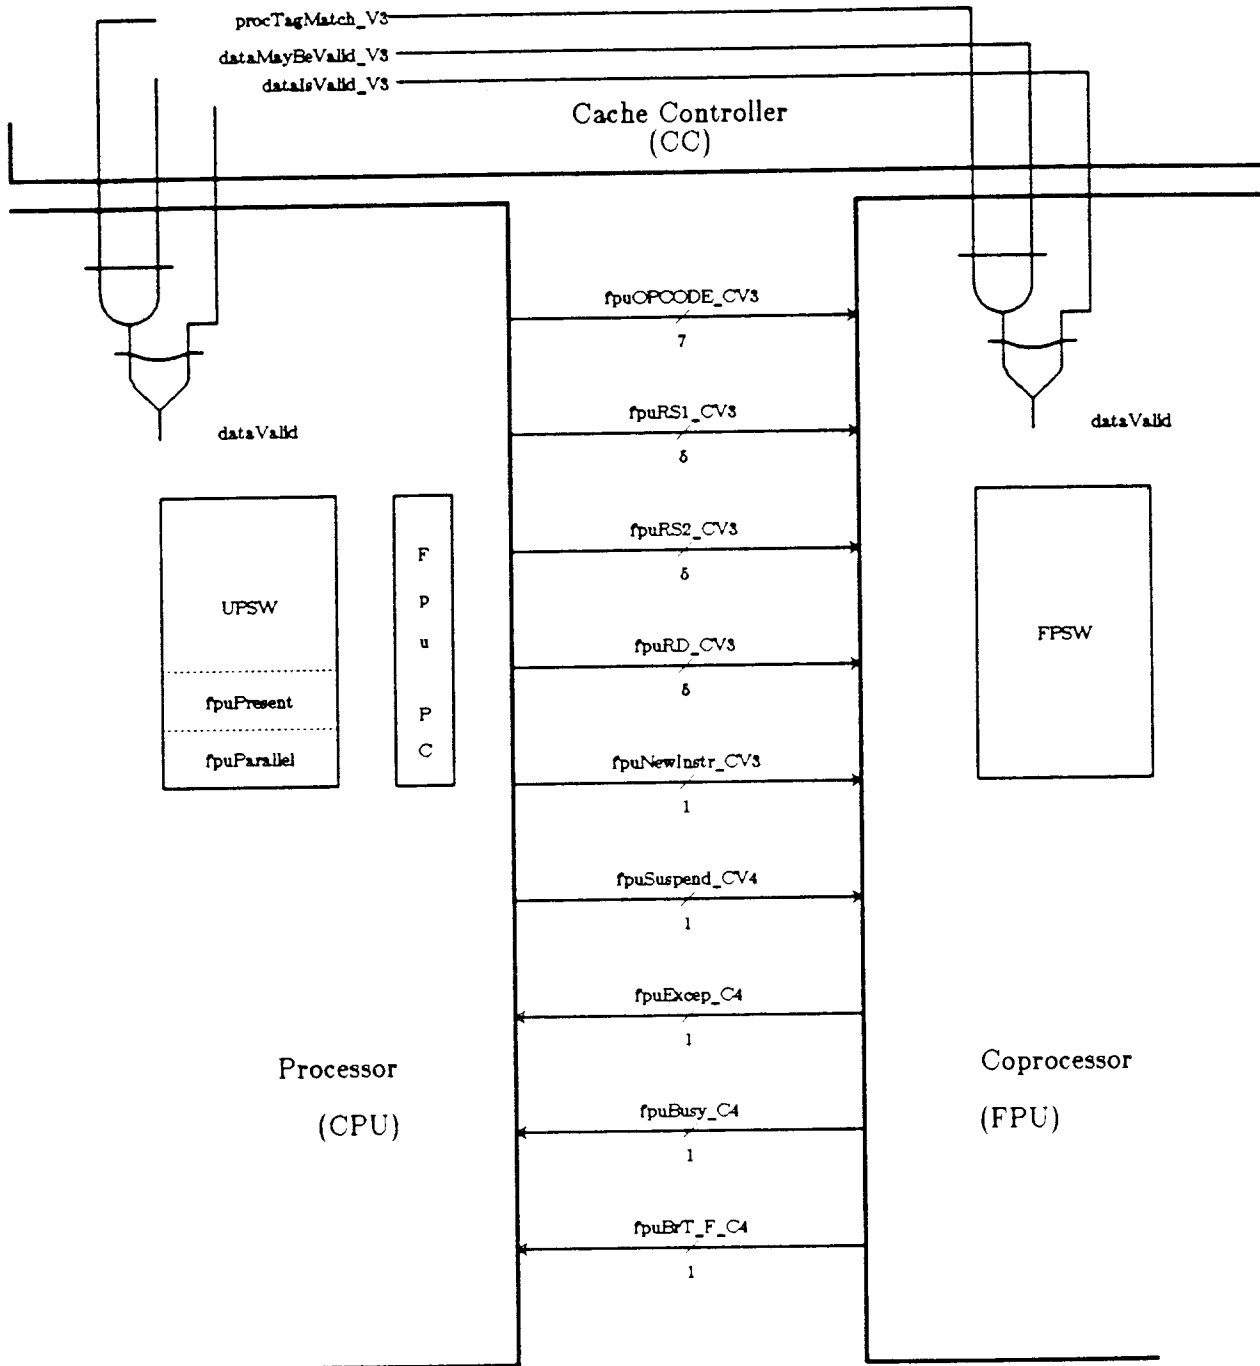 procTagMatch_V3
dataMayBeValid_V3
dataIsValid_V3
Cache Controller
(CC)
fpuOPCODE_CV3
7
fpuRS1_CV3
5
dataValid
dataValid
fpuRS2_CV3
5
UPSW
fpuPresent
fpuParallel
F
p
u
P
C
FPSW
fpuRD_CV3
5
fpuNewInstr_CV3
1
fpuSuspend_CV4
1
fpuExcep_C4
1
Processor
(CPU)
Coprocessor
(FPU)
fpuBusy_C4
1
fpuBrT_F_C4
1